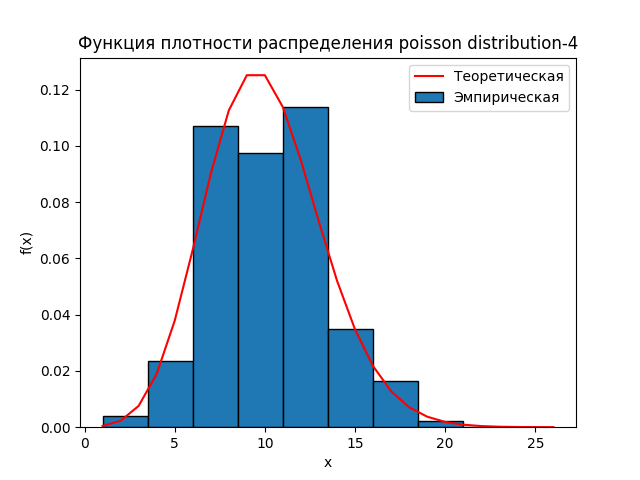 Функция плотности распределения poisson distribution-4
Теоретическая
Эмпирическая
f(x)
0.12
0.10
0.08
0.06
0.04
0.02
0.00
0 5 10 15 20 25
x